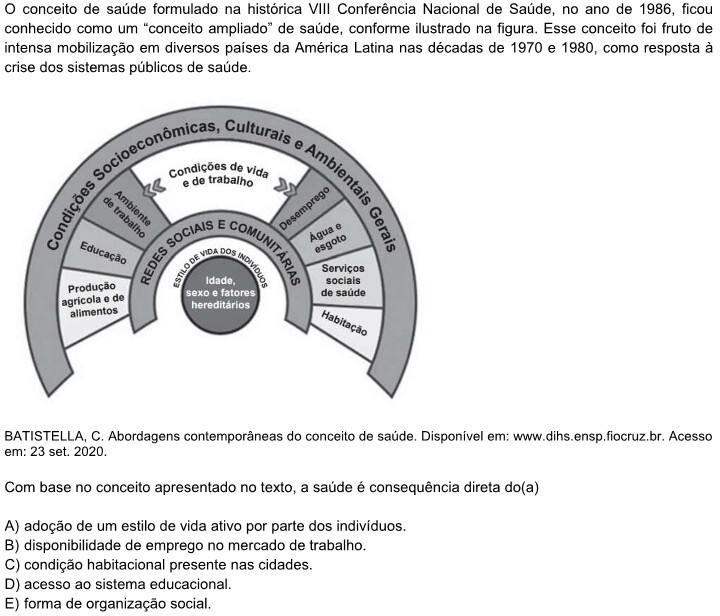 O conceito de saúde formulado na histórica VIII Conferência Nacional de Saúde, no ano de 1986, ficou
conhecido como um “conceito ampliado” de saúde, conforme ilustrado na figura. Esse conceito foi fruto de
intensa mobilização em diversos países da América Latina nas décadas de 1970 e 1980, como resposta à
crise dos sistemas públicos de saúde.
Condições Socioeconômicas, Culturais e Ambientais Gerais
Condições de vida
e de trabalho
Ambiente
de trabalho
Desemprego
Educação
Água e
esgoto
Produção
agrícola e de
alimentos
Serviços
sociais
de saúde
Habitação
REDES SOCIAIS E COMUNITÁRIAS
ESTILO DE VIDA DOS INDIVÍDUOS
Idade,
sexo e fatores
hereditários
BATISTELLA, C. Abordagens contemporâneas do conceito de saúde. Disponível em: www.dihs.ensp.fiocruz.br. Acesso
em: 23 set. 2020.
Com base no conceito apresentado no texto, a saúde é consequência direta do(a)
A) adoção de um estilo de vida ativo por parte dos indivíduos.
B) disponibilidade de emprego no mercado de trabalho.
C) condição habitacional presente nas cidades.
D) acesso ao sistema educacional.
E) forma de organização social.